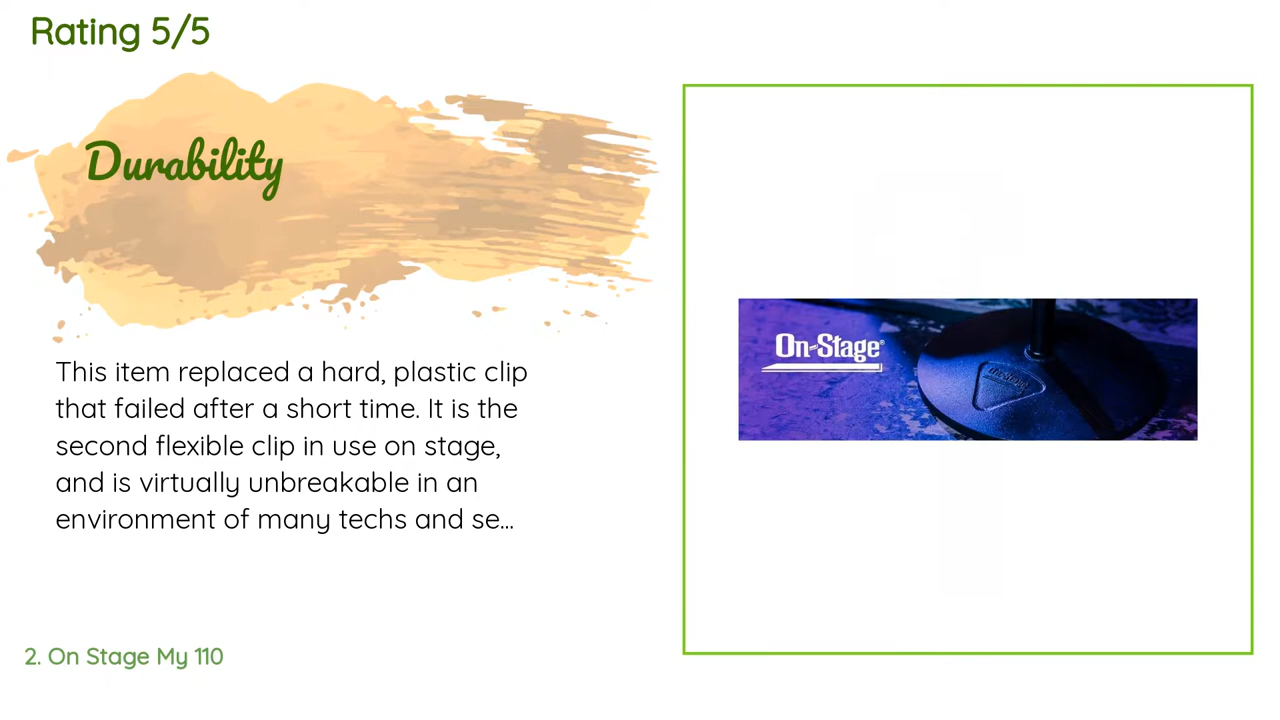 Rating 5/5
Durability
This item replaced a hard, plastic clip
that failed after a short time. It is the
second flexible clip in use on stage,
and is virtually unbreakable in an
environment of many techs and se...
On-Stage®
On-Stage
2. On Stage My 110